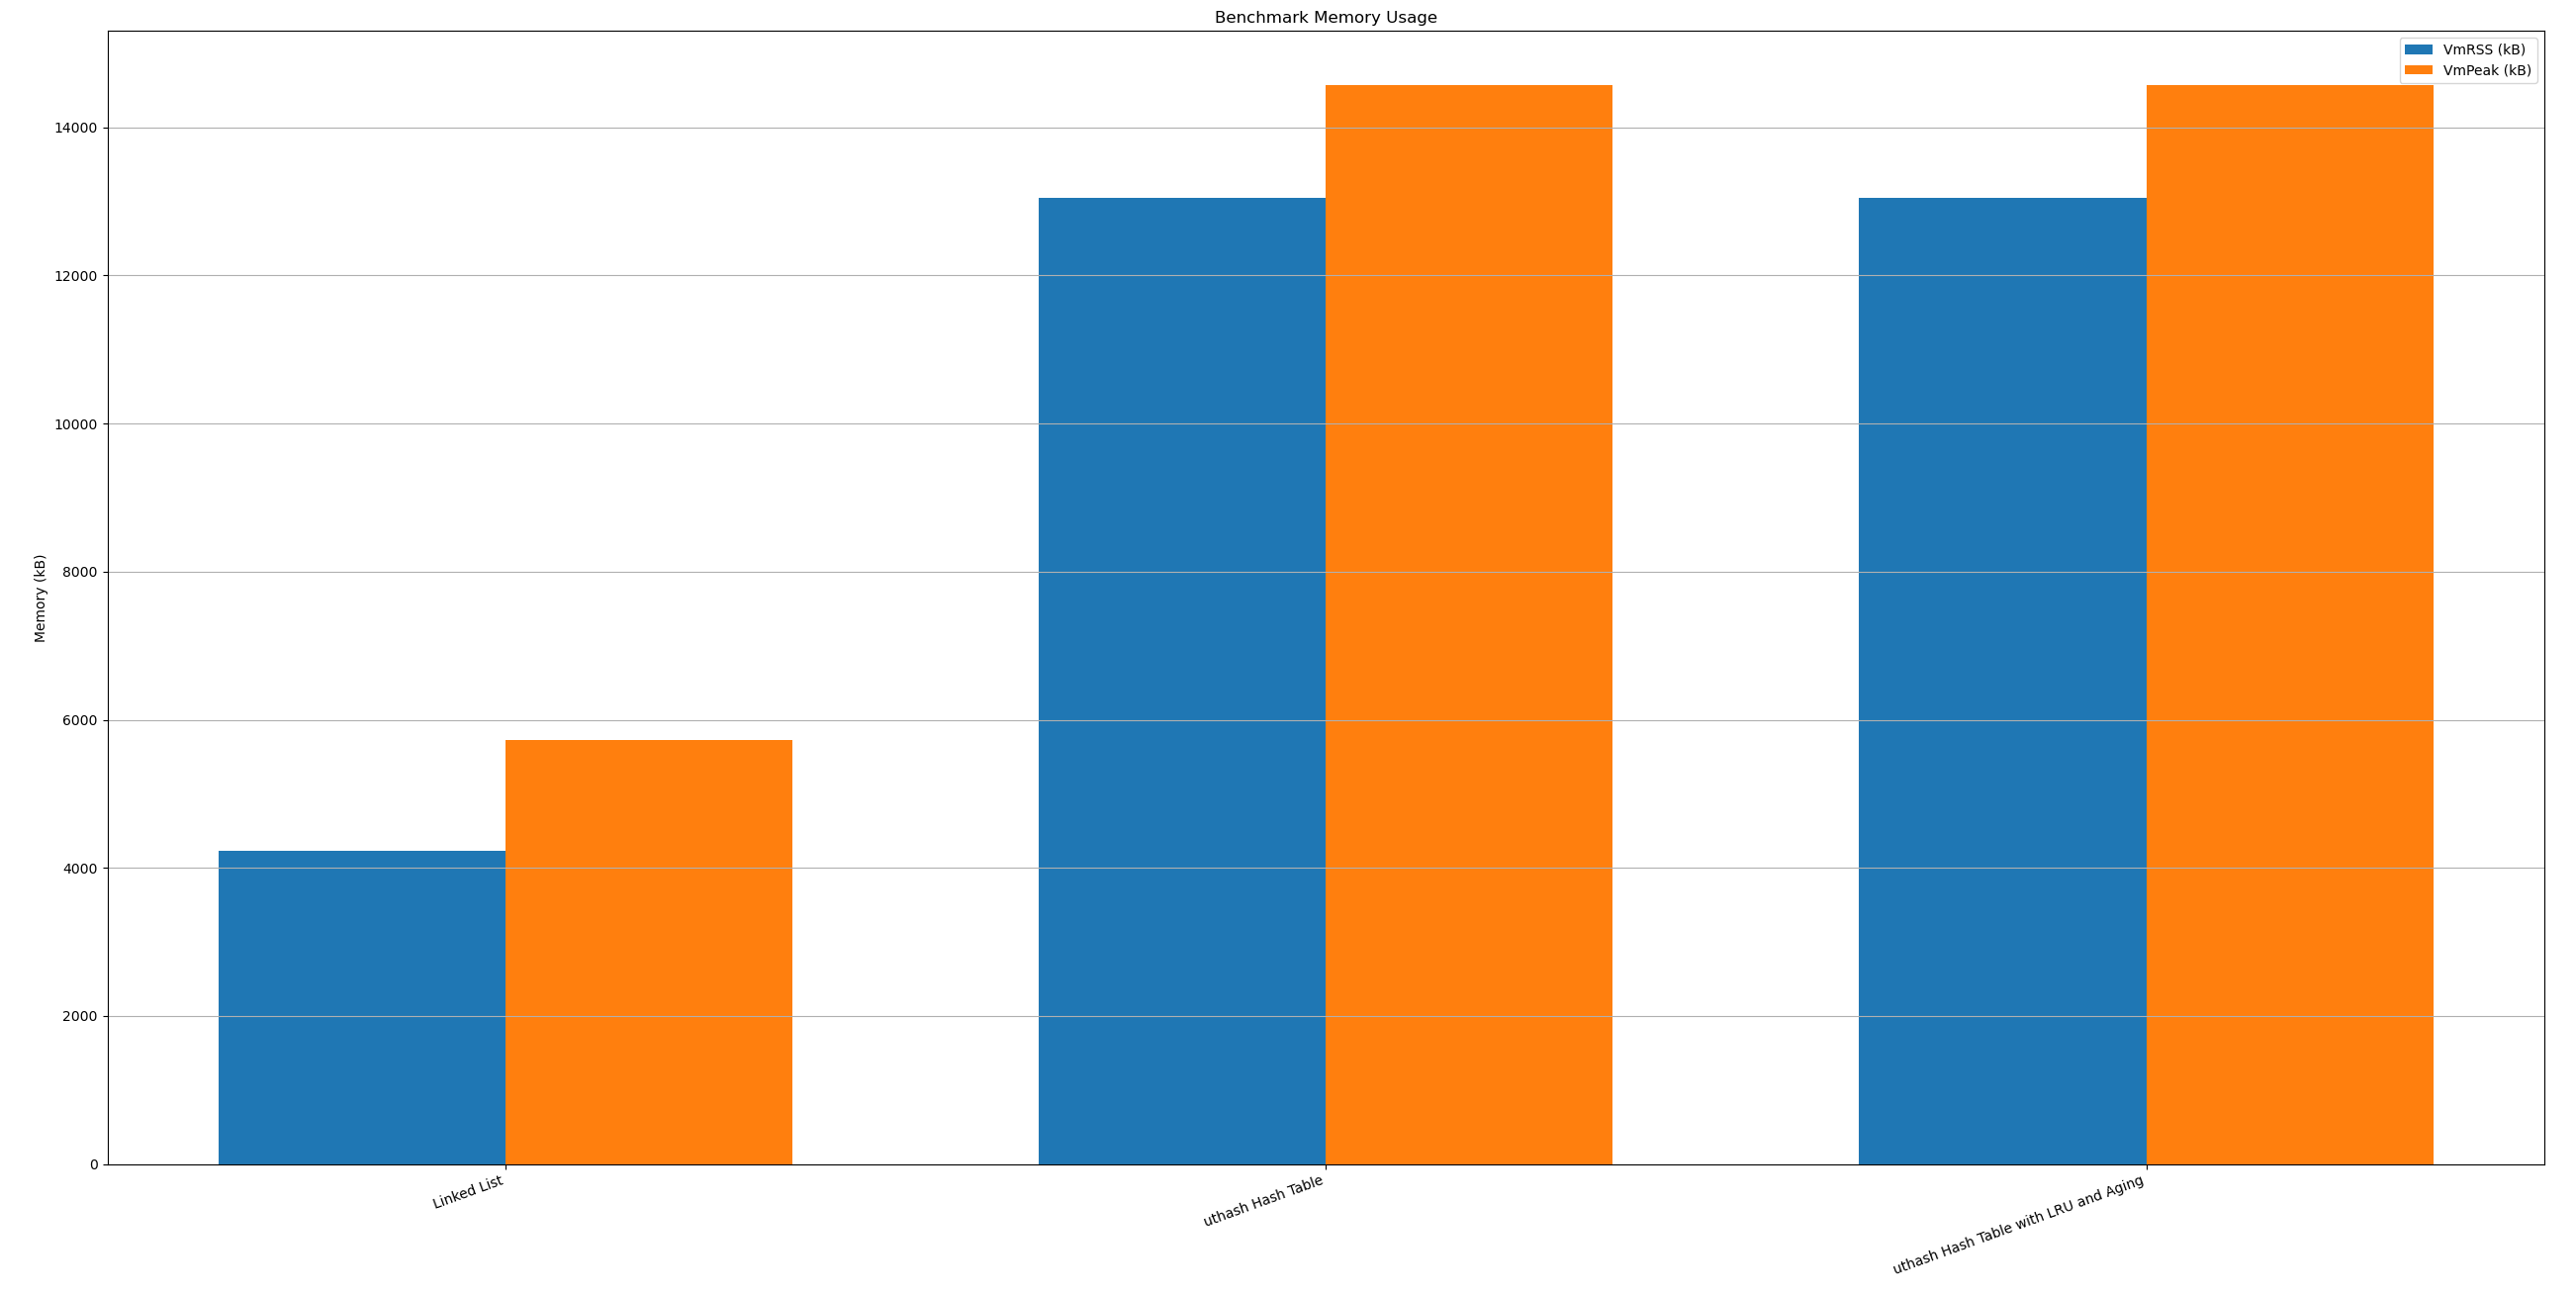 Benchmark Memory Usage
VmRSS (kB)
VmPeak (kB)
Memory (kB)
14000
12000
10000
8000
6000
4000
2000
0
Linked List
uthash Hash Table
uthash Hash Table with LRU and Aging